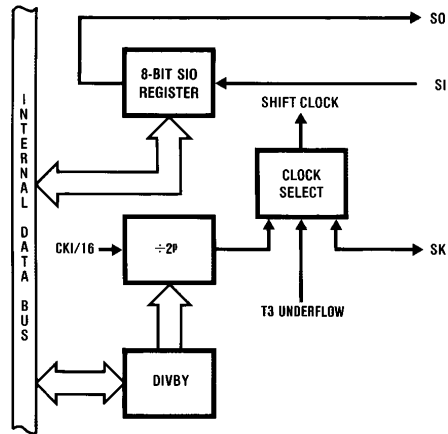 SO
8-BIT SIO
REGISTER
SI
SHIFT CLOCK
INTERNAL DATA BUS
CLOCK
SELECT
CKI/16
÷2ᵖ
SK
T3 UNDERFLOW
DIVBY